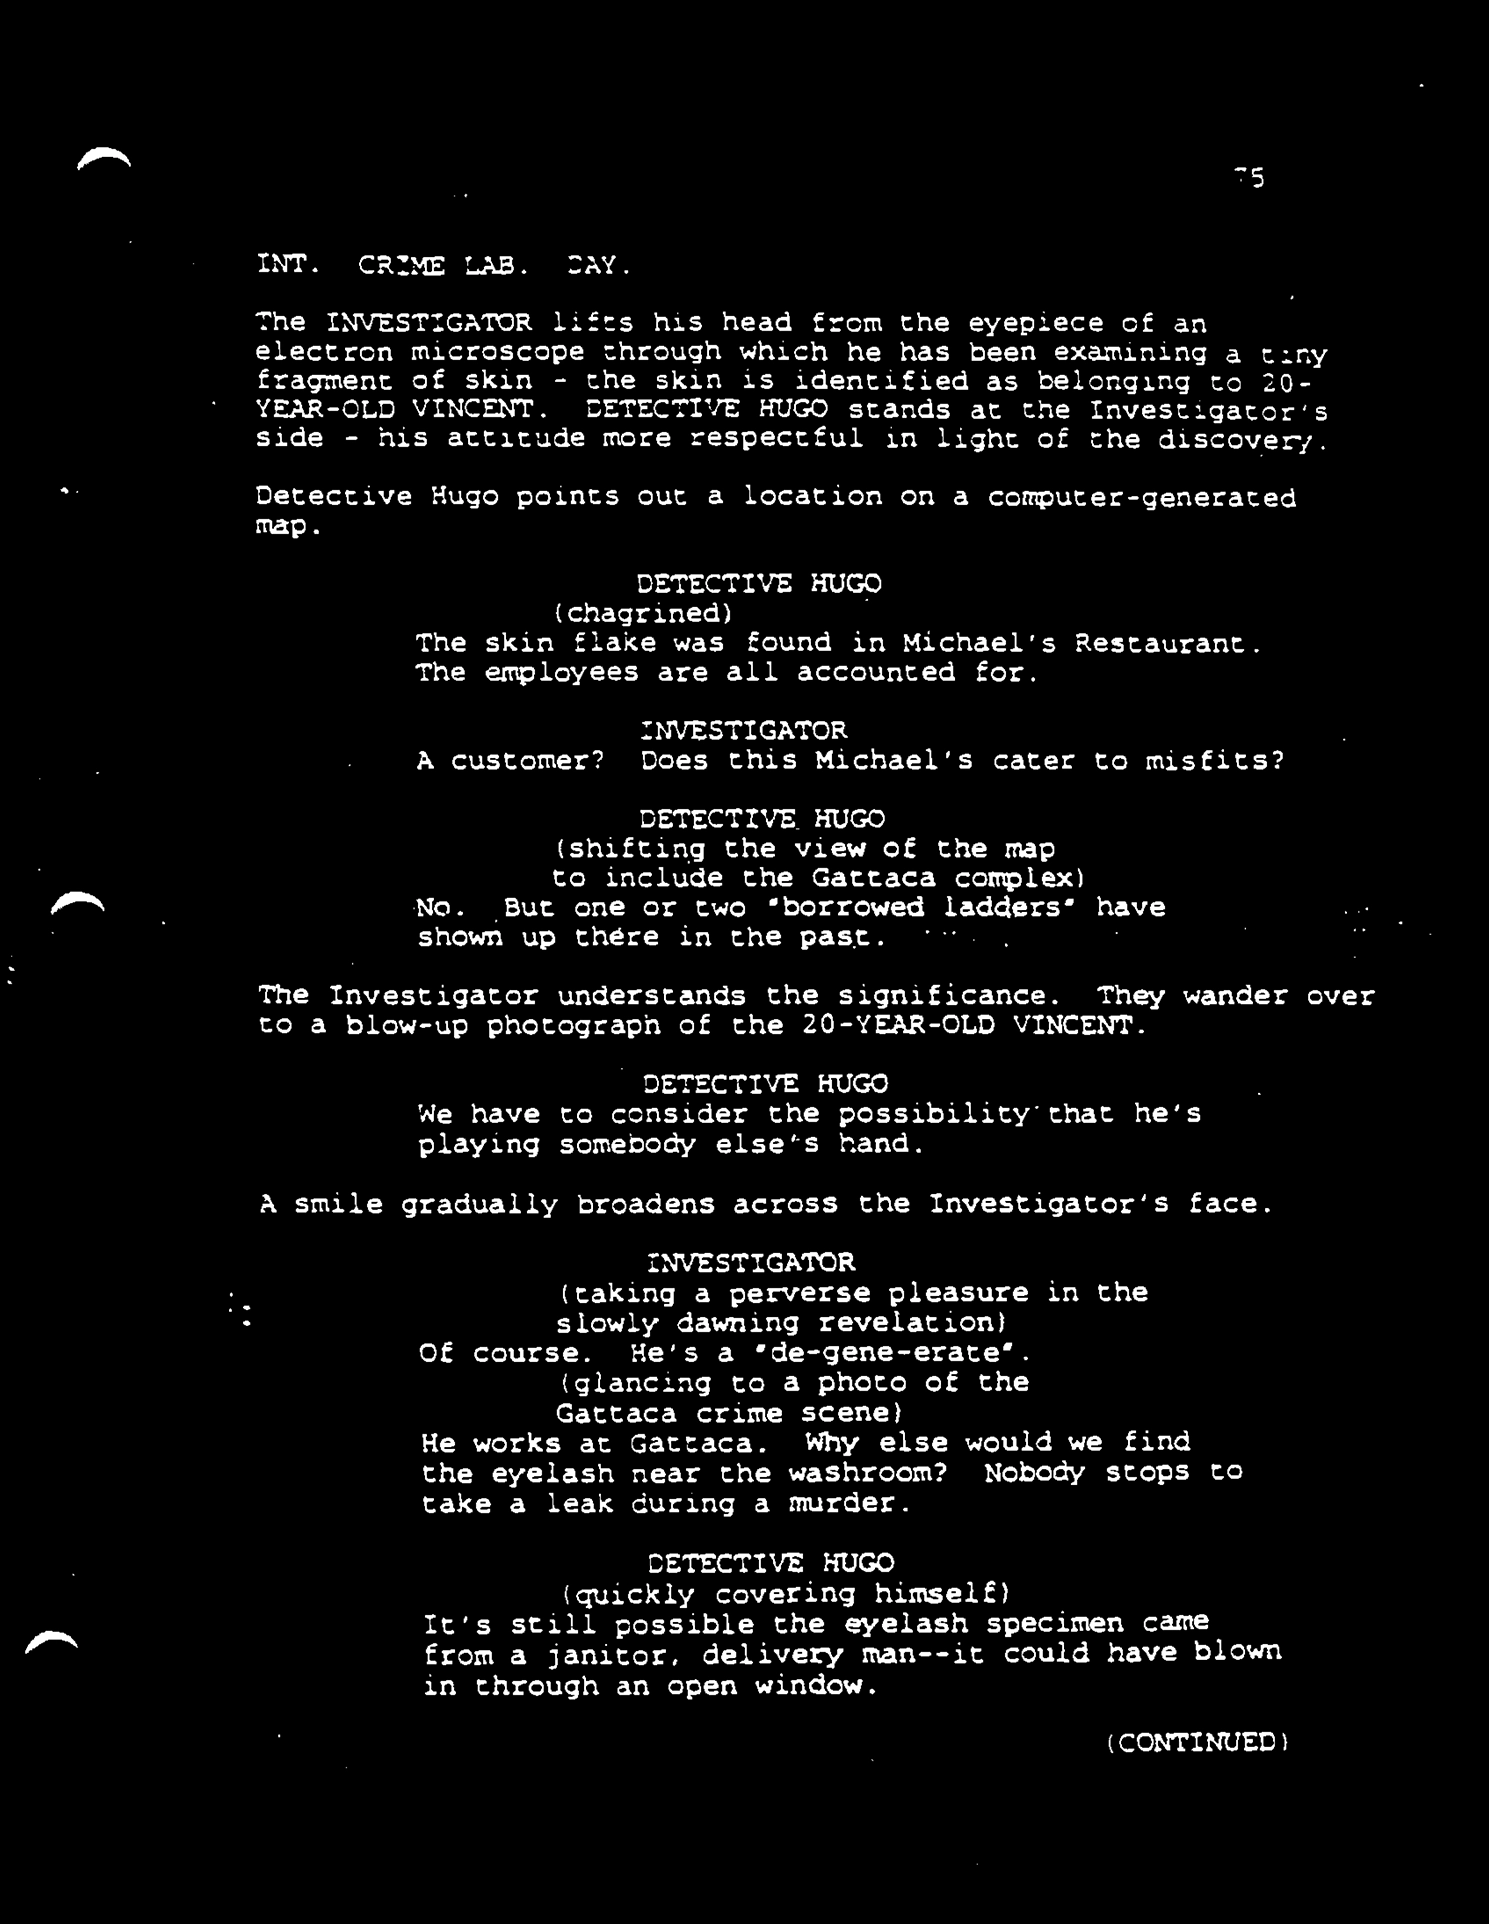 75
INT. CRIME LAB. DAY.
The INVESTIGATOR lifts his head from the eyepiece of an
electron microscope through which he has been examining a tiny
fragment of skin - the skin is identified as belonging to 20-
YEAR-OLD VINCENT. DETECTIVE HUGO stands at the Investigator's
side - his attitude more respectful in light of the discovery.
Detective Hugo points out a location on a computer-generated
map.
DETECTIVE HUGO
(chagrined)
The skin flake was found in Michael's Restaurant.
The employees are all accounted for.
INVESTIGATOR
A customer? Does this Michael's cater to misfits?
DETECTIVE HUGO
(shifting the view of the map
to include the Gattaca complex)
No. But one or two "borrowed ladders" have
shown up there in the past.
The Investigator understands the significance. They wander over
to a blow-up photograph of the 20-YEAR-OLD VINCENT.
DETECTIVE HUGO
We have to consider the possibility that he's
playing somebody else's hand.
A smile gradually broadens across the Investigator's face.
INVESTIGATOR
(taking a perverse pleasure in the
slowly dawning revelation)
Of course. He's a "de-gene-erate".
(glancing to a photo of the
Gattaca crime scene)
He works at Gattaca. Why else would we find
the eyelash near the washroom? Nobody stops to
take a leak during a murder.
DETECTIVE HUGO
(quickly covering himself)
It's still possible the eyelash specimen came
from a janitor, delivery man--it could have blown
in through an open window.
(CONTINUED)